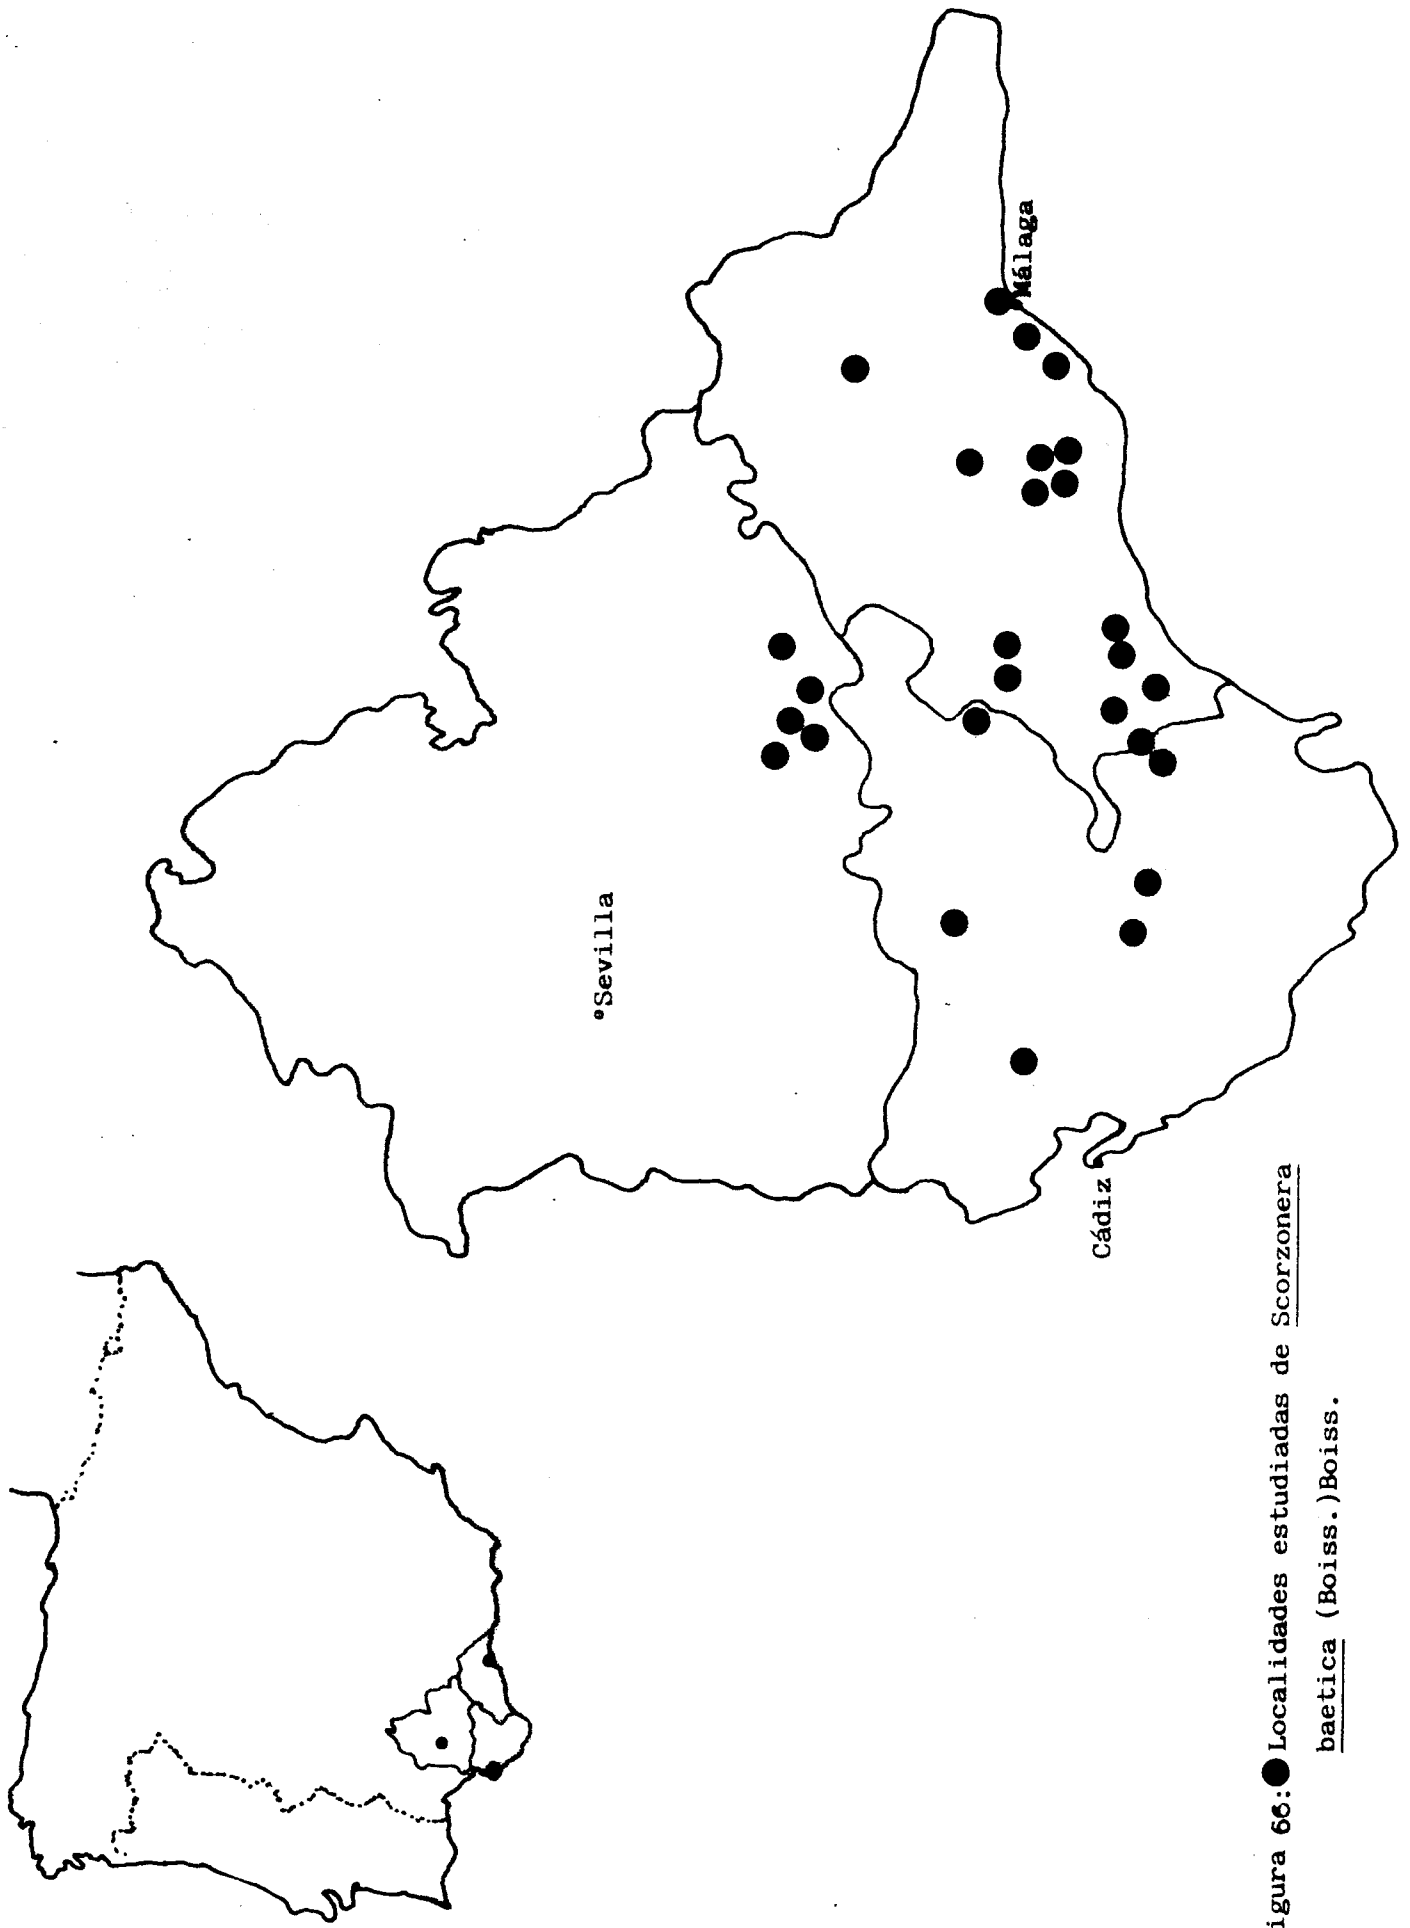 Sevilla
Málaga
Cádiz
igura 66: Localidades estudiadas de Scorzonera
baetica (Boiss.)Boiss.